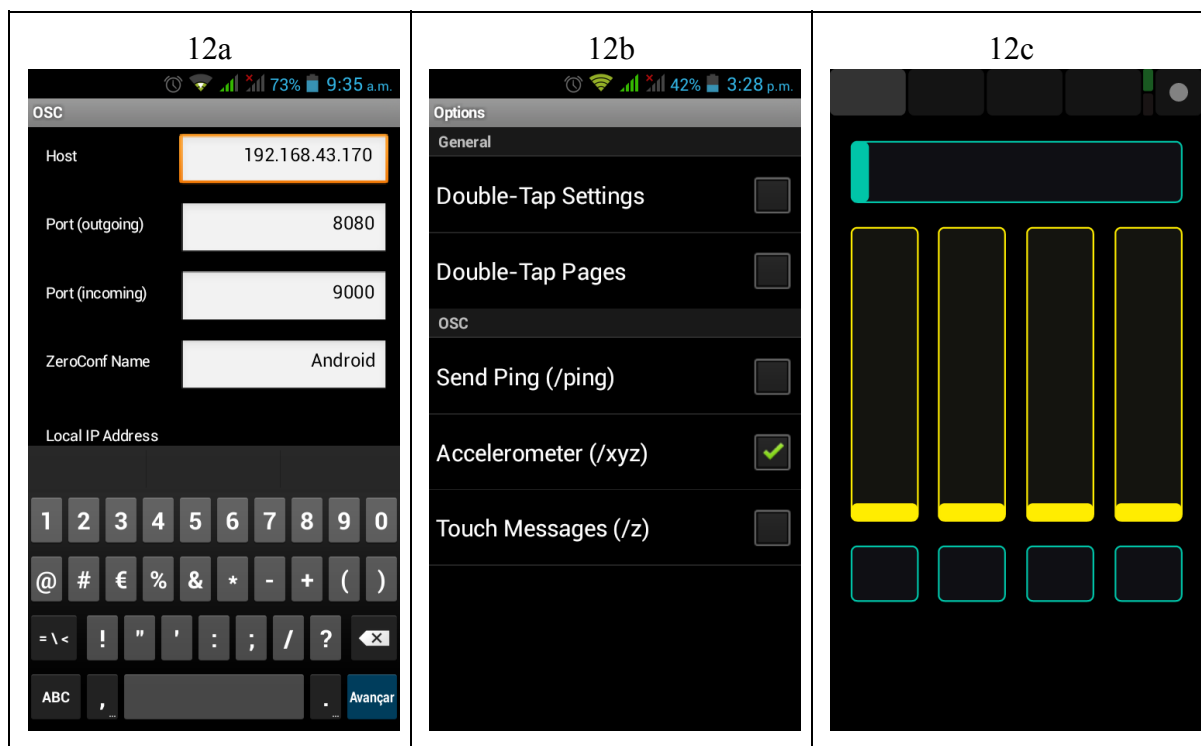 12a
12b
12c
73% 9:35 a.m.
OSC
Host 192.168.43.170
Port (outgoing) 8080
Port (incoming) 9000
ZeroConf Name Android
Local IP Address
1 2 3 4 5 6 7 8 9 0
@ # € % & * - + ( )
= \ < ! " ' : ; / ?
ABC , ... . ... Avançar
42% 3:28 p.m.
Options
General
Double-Tap Settings
Double-Tap Pages
OSC
Send Ping (/ping)
Accelerometer (/xyz)
Touch Messages (/z)